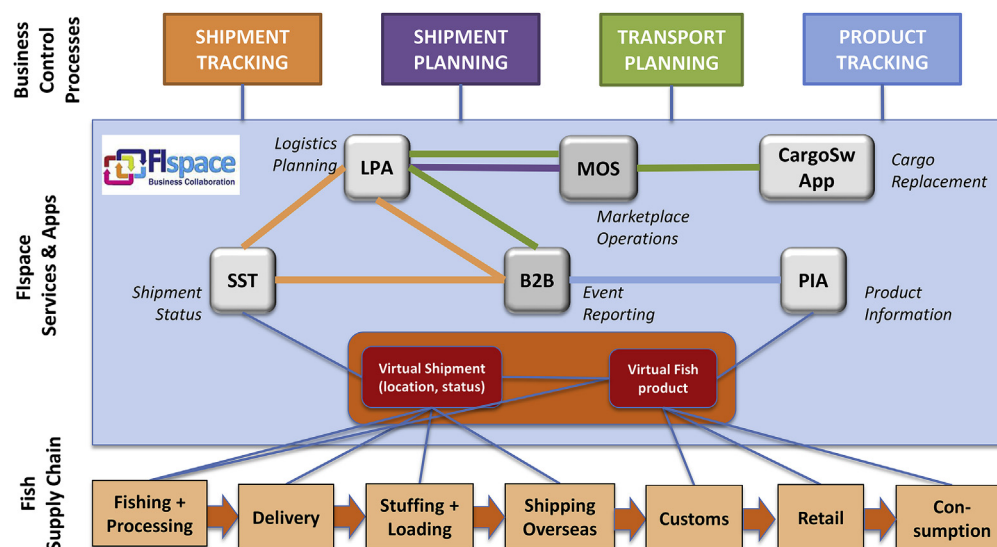 Business
Control
Processes
SHIPMENT
TRACKING
SHIPMENT
PLANNING
TRANSPORT
PLANNING
PRODUCT
TRACKING
FIspace
Services & Apps
FIspace
Business Collaboration
Logistics
Planning
LPA
MOS
CargoSw
App
Cargo
Replacement
Marketplace
Operations
SST
B2B
PIA
Shipment
Status
Event
Reporting
Product
Information
Virtual Shipment
(location, status)
Virtual Fish
product
Fish
Supply Chain
Fishing +
Processing
Delivery
Stuffing +
Loading
Shipping
Overseas
Customs
Retail
Con-
sumption